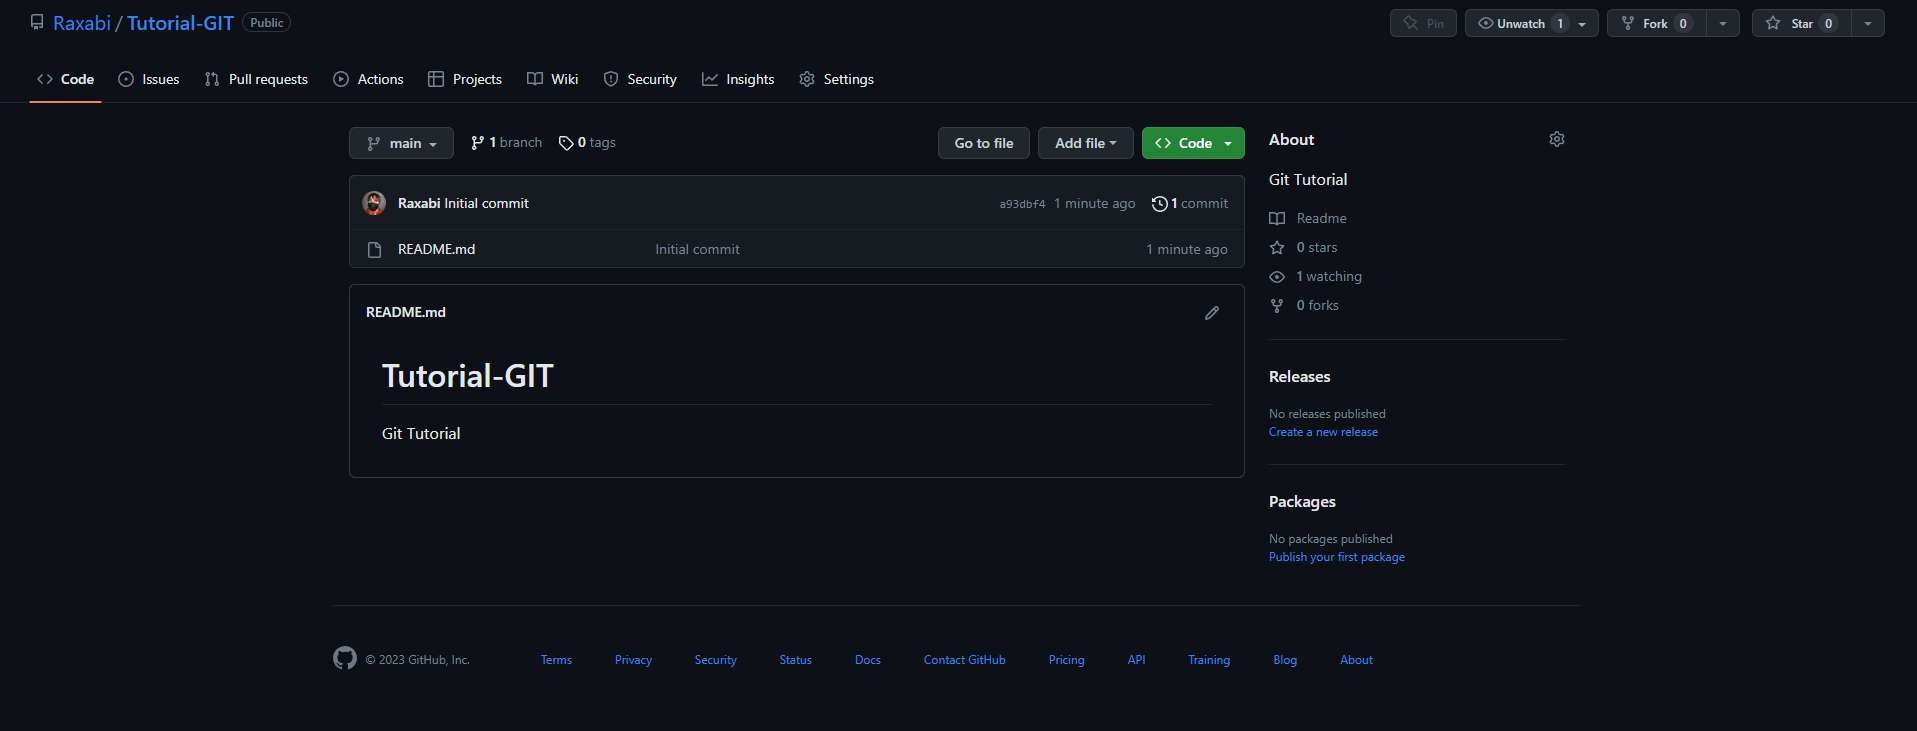 Raxabi / Tutorial-GIT Public
Pin Unwatch 1 Fork 0 Star 0
Code Issues Pull requests Actions Projects Wiki Security Insights Settings
main 1 branch 0 tags Go to file Add file Code
Raxabi Initial commit a93dbf4 1 minute ago 1 commit
README.md Initial commit 1 minute ago
README.md
Tutorial-GIT
Git Tutorial
About
Git Tutorial
Readme
0 stars
1 watching
0 forks
Releases
No releases published
Create a new release
Packages
No packages published
Publish your first package
© 2023 GitHub, Inc. Terms Privacy Security Status Docs Contact GitHub Pricing API Training Blog About